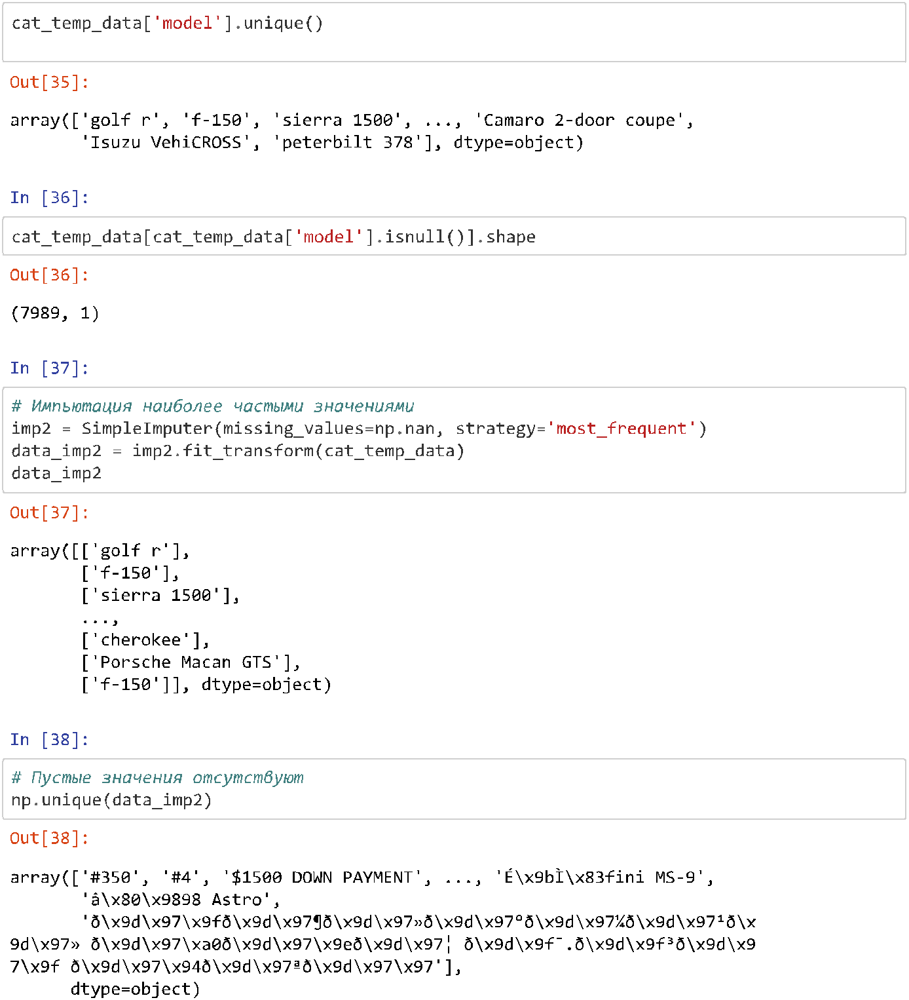 cat_temp_data['model'].unique()
Out[35]:
array(['golf r', 'f-150', 'sierra 1500', ..., 'Camaro 2-door coupe',
       'Isuzu VehiCROSS', 'peterbilt 378'], dtype=object)
In [36]:
cat_temp_data[cat_temp_data['model'].isnull()].shape
Out[36]:
(7989, 1)
In [37]:
# Импьютация наиболее частыми значениями
imp2 = SimpleImputer(missing_values=np.nan, strategy='most_frequent')
data_imp2 = imp2.fit_transform(cat_temp_data)
data_imp2
Out[37]:
array([['golf r'],
       ['f-150'],
       ['sierra 1500'],
       ...,
       ['cherokee'],
       ['Porsche Macan GTS'],
       ['f-150']], dtype=object)
In [38]:
# Пустые значения отсутствуют
np.unique(data_imp2)
Out[38]:
array(['#350', '#4', '$1500 DOWN PAYMENT', ..., 'É\x9bÌ\x83fini MS-9',
       'â\x80\x9898 Astro',
       'ð\x9d\x97\x9fð\x9d\x97¶ð\x9d\x97»ð\x9d\x97°ð\x9d\x97¼ð\x9d\x97¹ð\x
9d\x97» ð\x9d\x97\xa0ð\x9d\x97\x9eð\x9d\x97¦ ð\x9d\x9f¯.ð\x9d\x9f³ð\x9d\x9
7\x9f ð\x9d\x97\x94ð\x9d\x97ªð\x9d\x97\x97'],
      dtype=object)